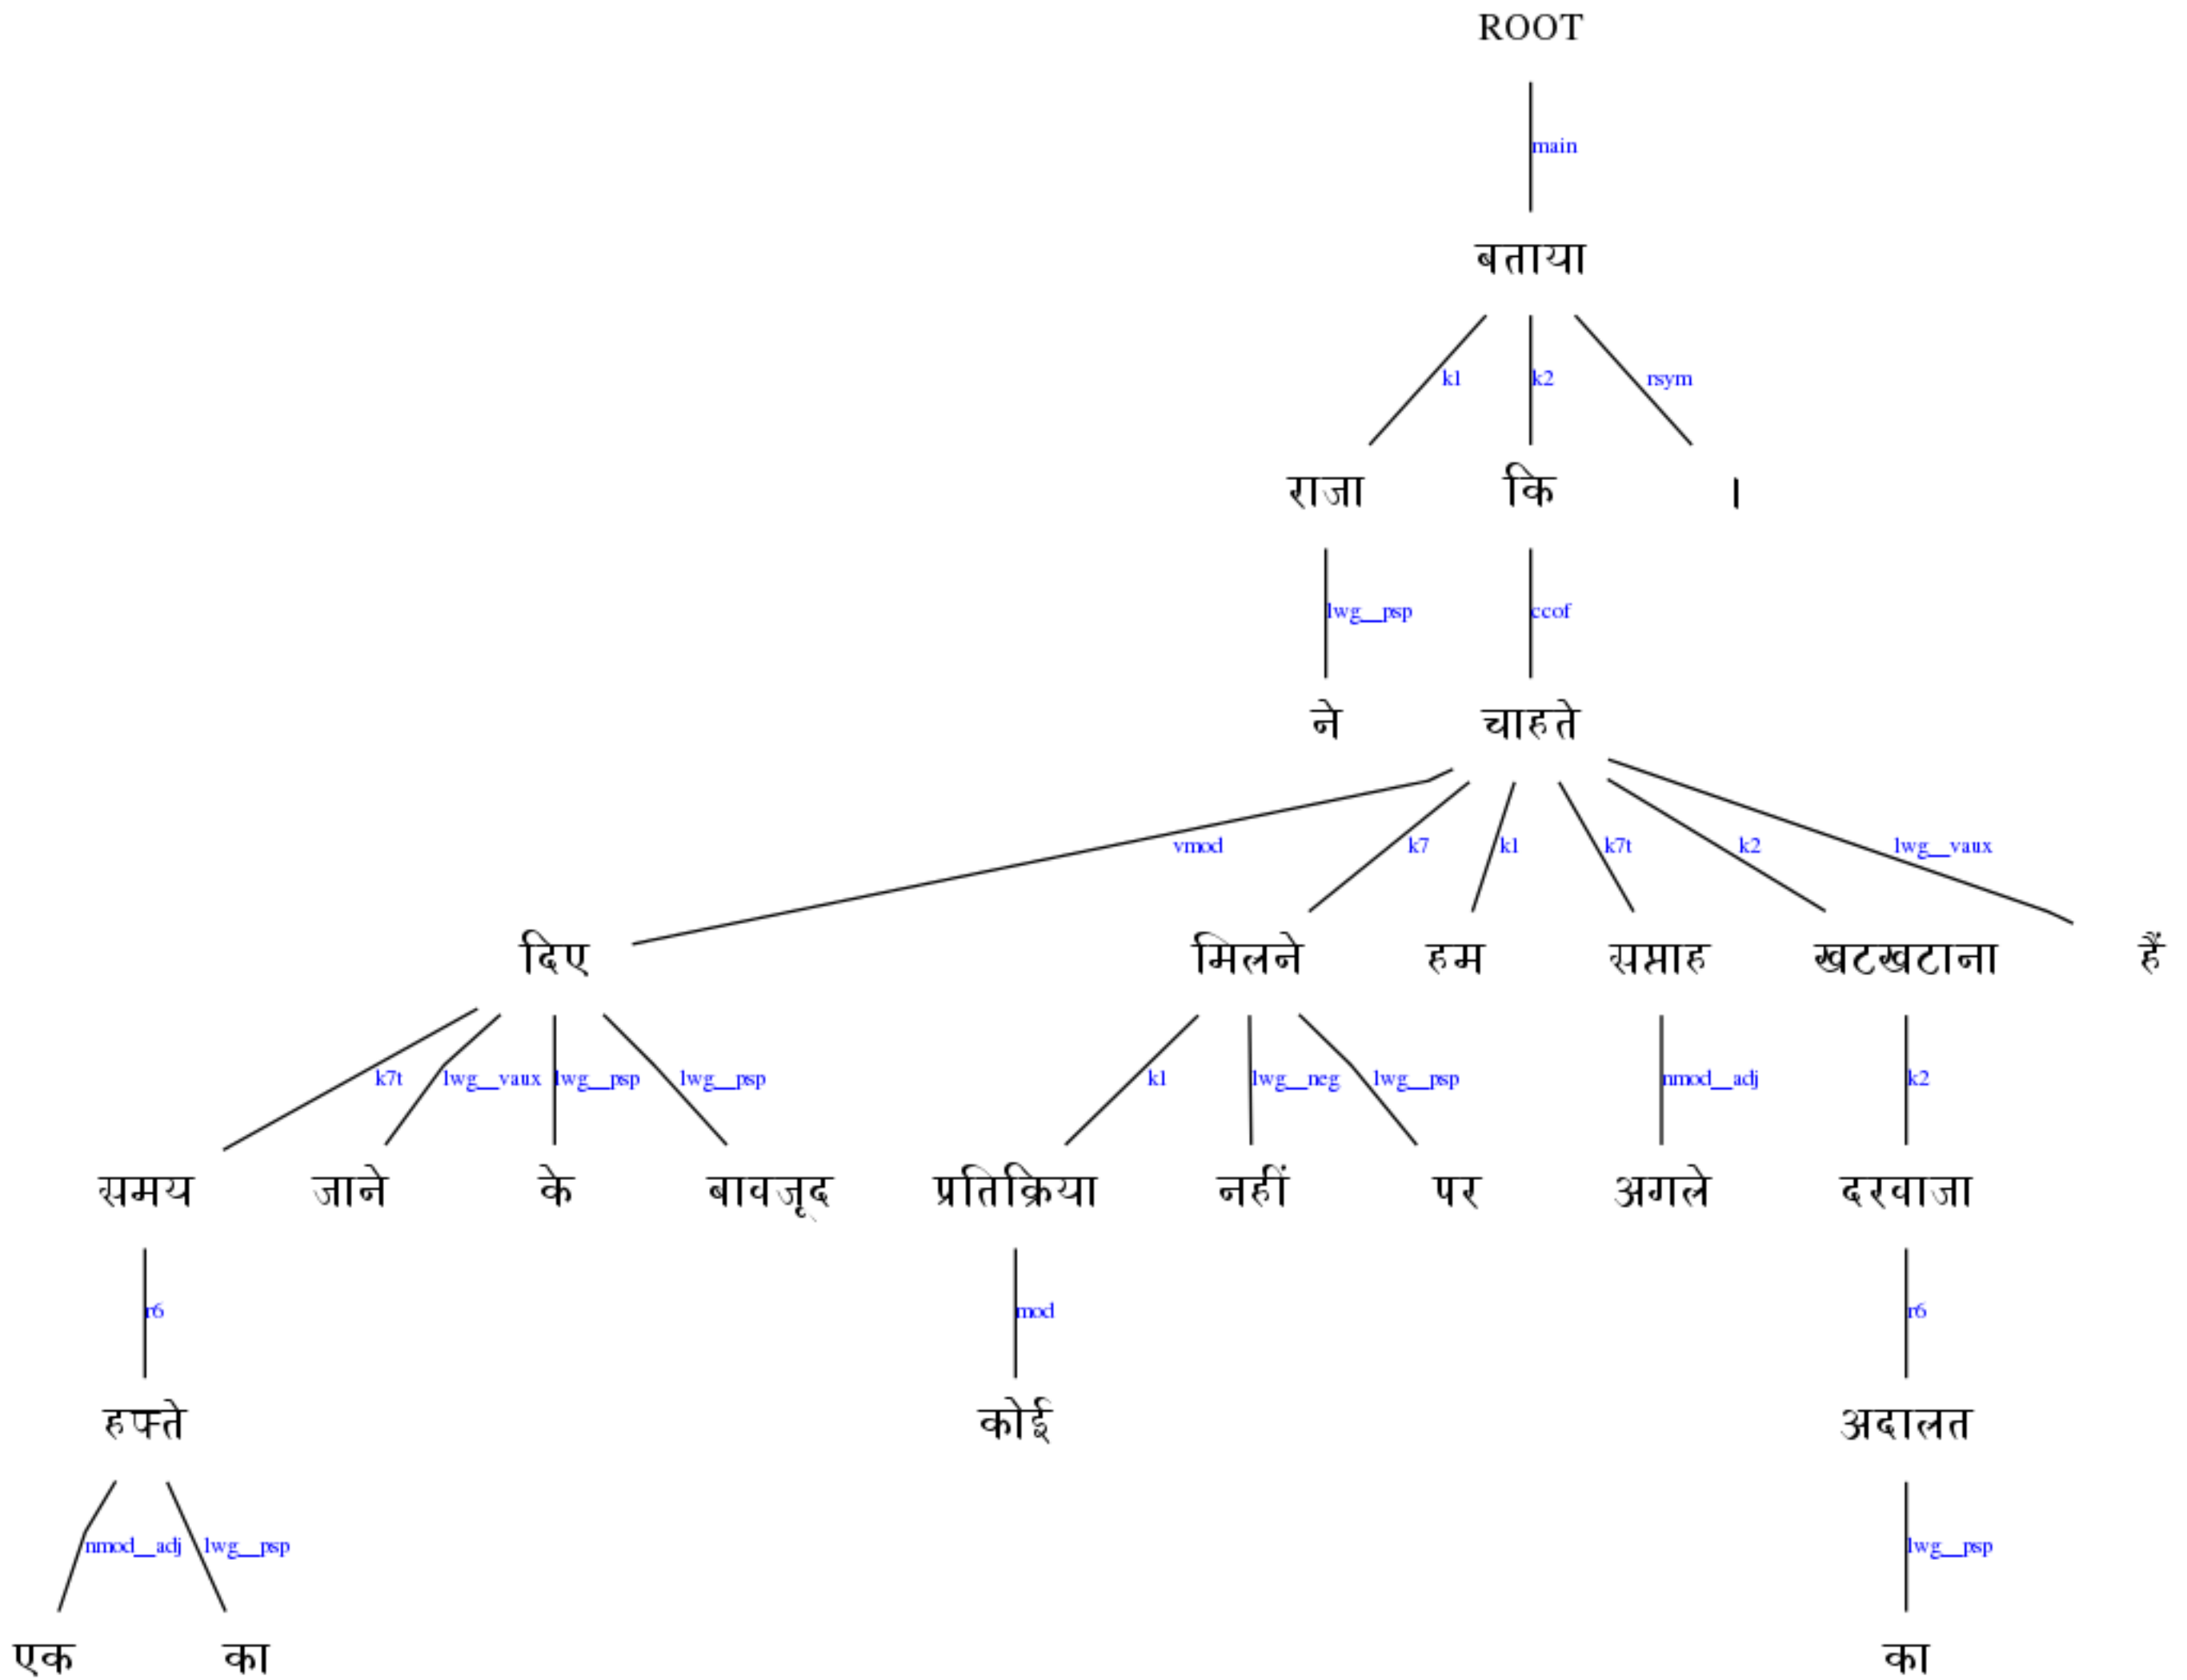 ROOT
main
बताया
k1 k2 rsym
राजा कि ।
lwg__psp ccof
ने चाहते
vmod k7 k1 k7t k2 lwg__vaux
दिए मिलने हम सप्ताह खटखटाना हैं
k7t lwg__vaux lwg__psp lwg__psp k1 lwg__neg lwg__psp nmod__adj k2
समय जाने के बावजूद प्रतिक्रिया नहीं पर अगले दरवाजा
r6 mod r6
हफ्ते कोई अदालत
nmod__adj lwg__psp lwg__psp
एक का का